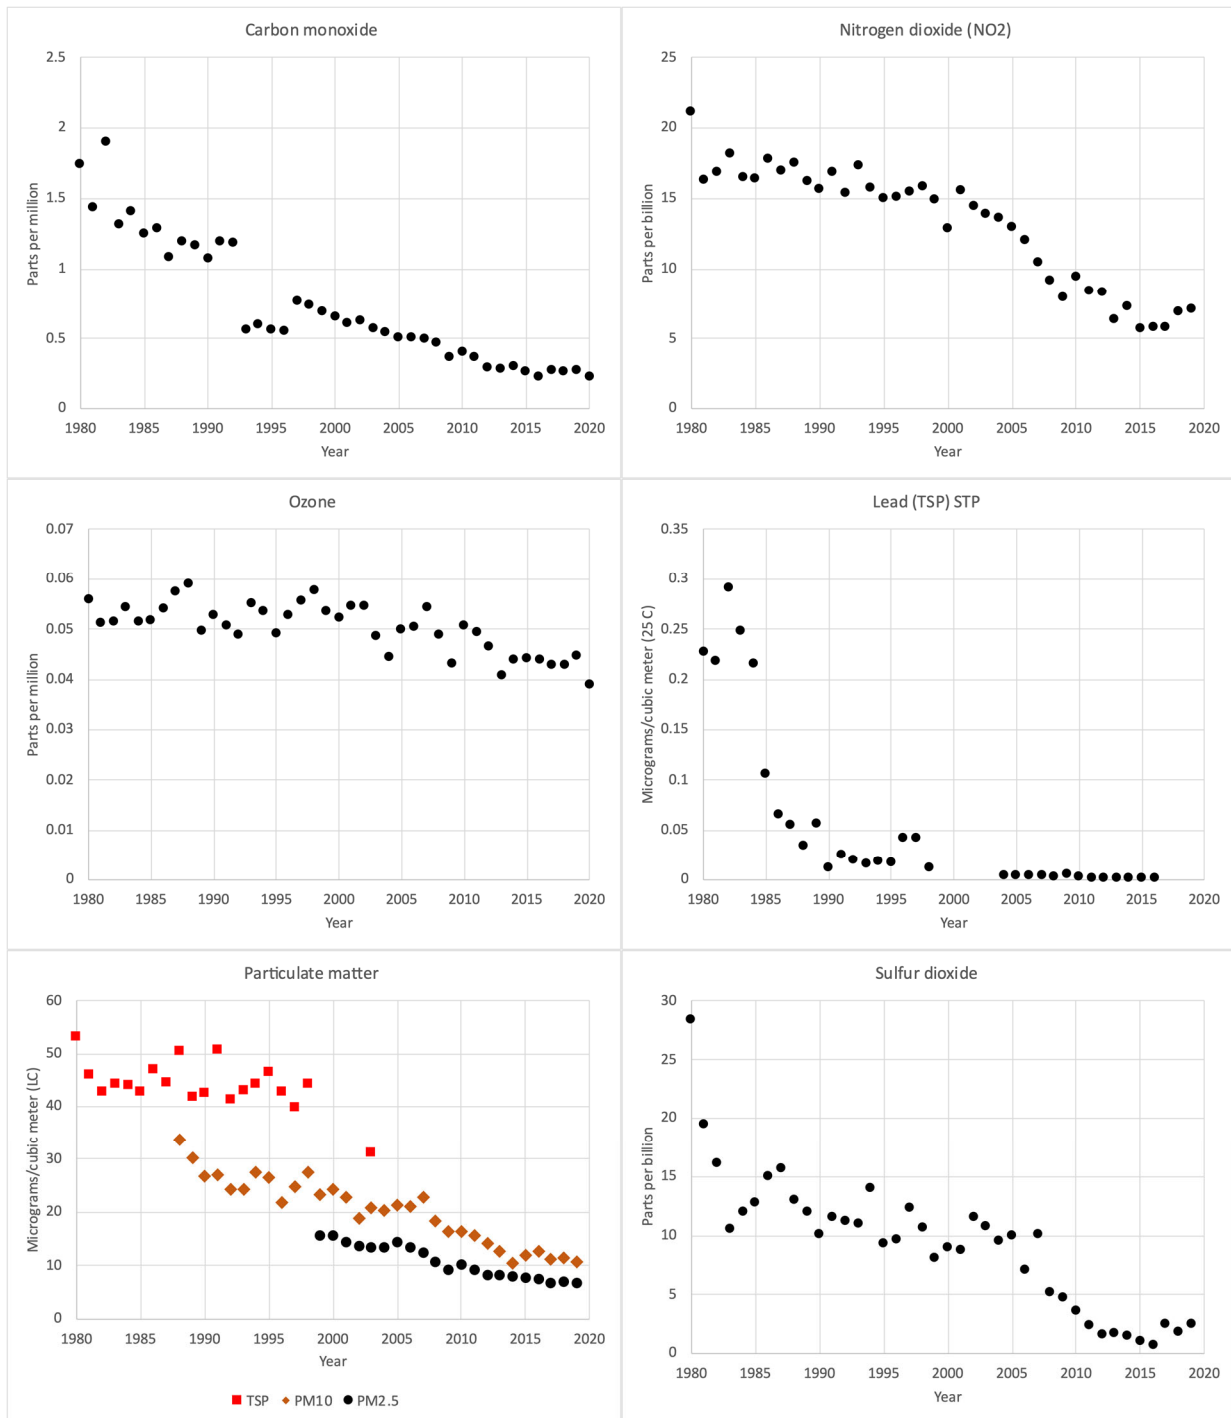 Carbon monoxide
2.5
2
1.5
1
0.5
0
Parts per million
1980 1985 1990 1995 2000 2005 2010 2015 2020
Year
Nitrogen dioxide (NO2)
25
20
15
10
5
0
Parts per billion
1980 1985 1990 1995 2000 2005 2010 2015 2020
Year
Ozone
0.07
0.06
0.05
0.04
0.03
0.02
0.01
0
Parts per million
1980 1985 1990 1995 2000 2005 2010 2015 2020
Year
Lead (TSP) STP
0.35
0.3
0.25
0.2
0.15
0.1
0.05
0
Micrograms/cubic meter (25 C)
1980 1985 1990 1995 2000 2005 2010 2015 2020
Year
Particulate matter
60
50
40
30
20
10
0
Micrograms/cubic meter (LC)
1980 1985 1990 1995 2000 2005 2010 2015 2020
Year
TSP PM10 PM2.5
Sulfur dioxide
30
25
20
15
10
5
0
Parts per billion
1980 1985 1990 1995 2000 2005 2010 2015 2020
Year